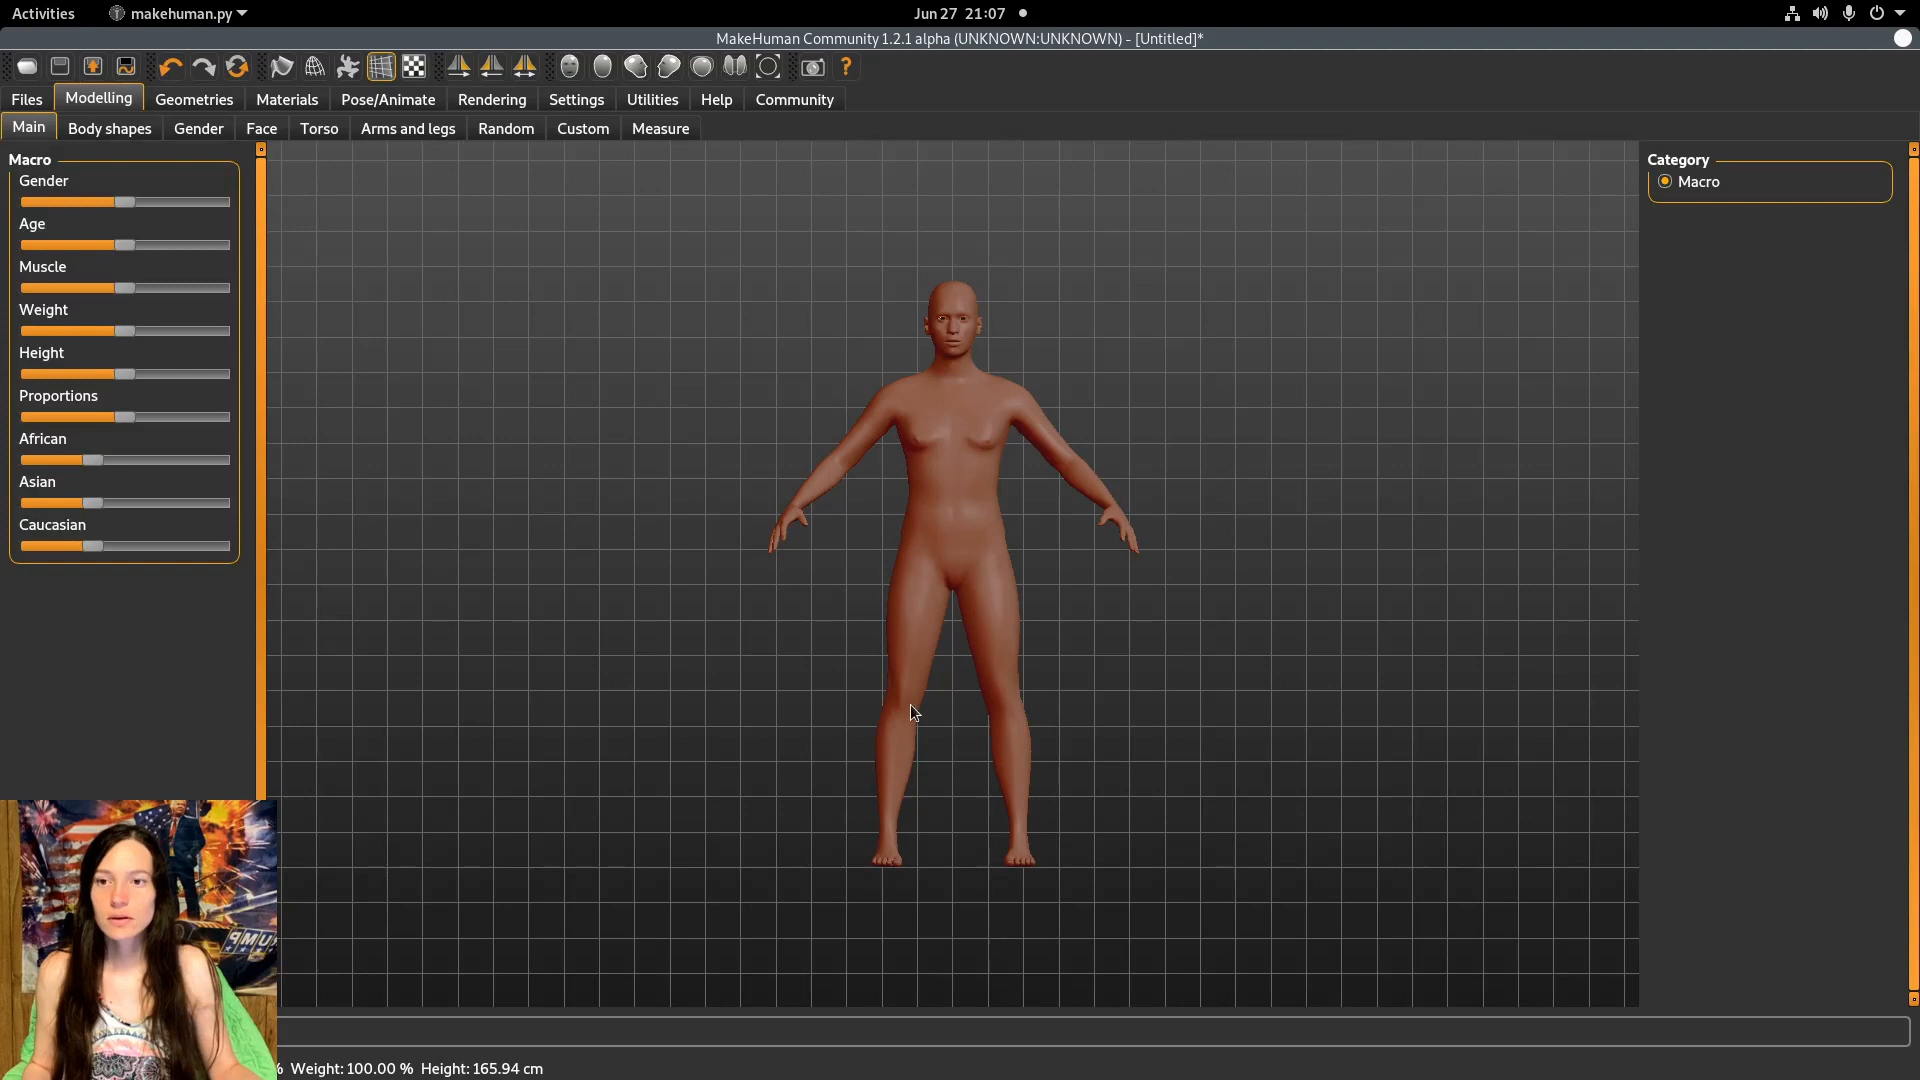 Activities makehuman.py Jun 27 21:07
MakeHuman Community 1.2.1 alpha (UNKNOWN:UNKNOWN) - [Untitled]*
Files Modelling Geometries Materials Pose/Animate Rendering Settings Utilities Help Community
Main Body shapes Gender Face Torso Arms and legs Random Custom Measure
Macro
Gender
Age
Muscle
Weight
Height
Proportions
African
Asian
Caucasian
Category
Macro
% Weight: 100.00 % Height: 165.94 cm